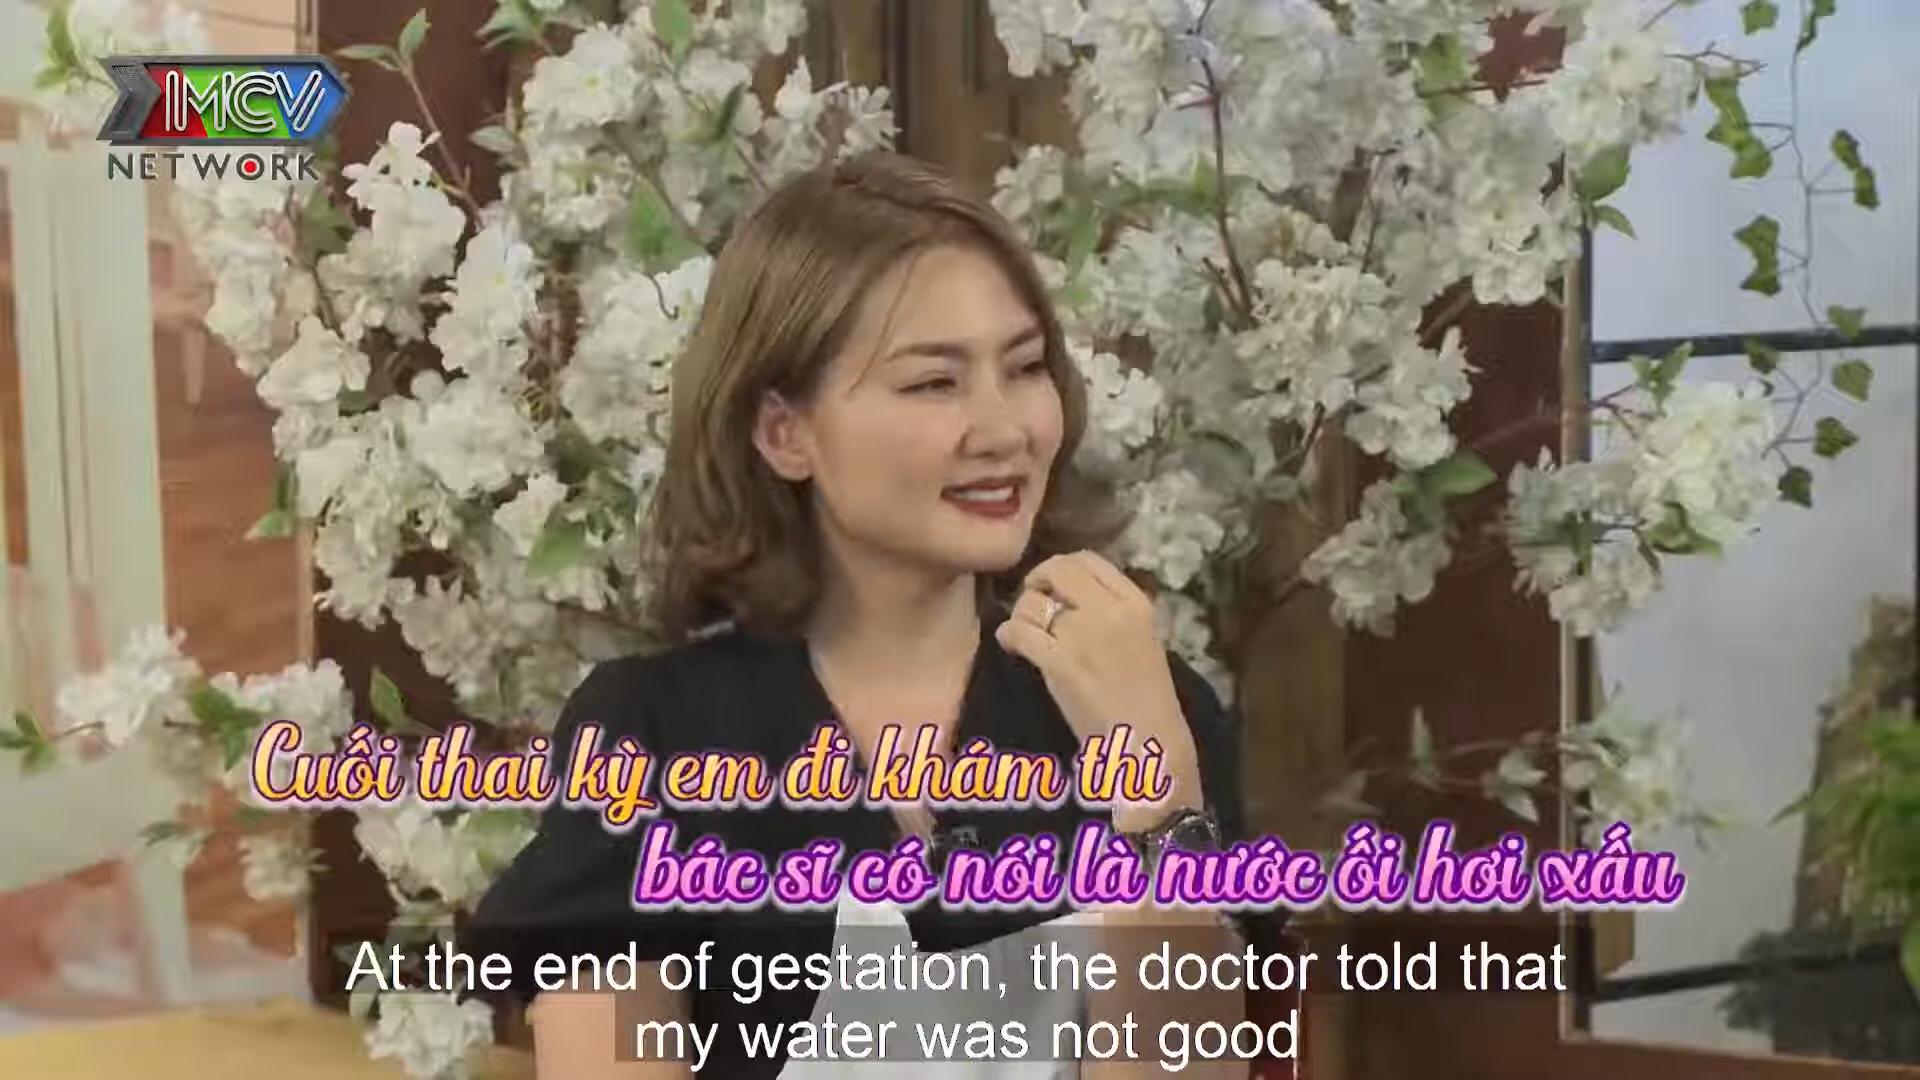 MCV
NETWORK
Cuối thai kỳ em đi khám thì
bác sĩ có nói là nước ối hơi xấu
At the end of gestation, the doctor told that
my water was not good